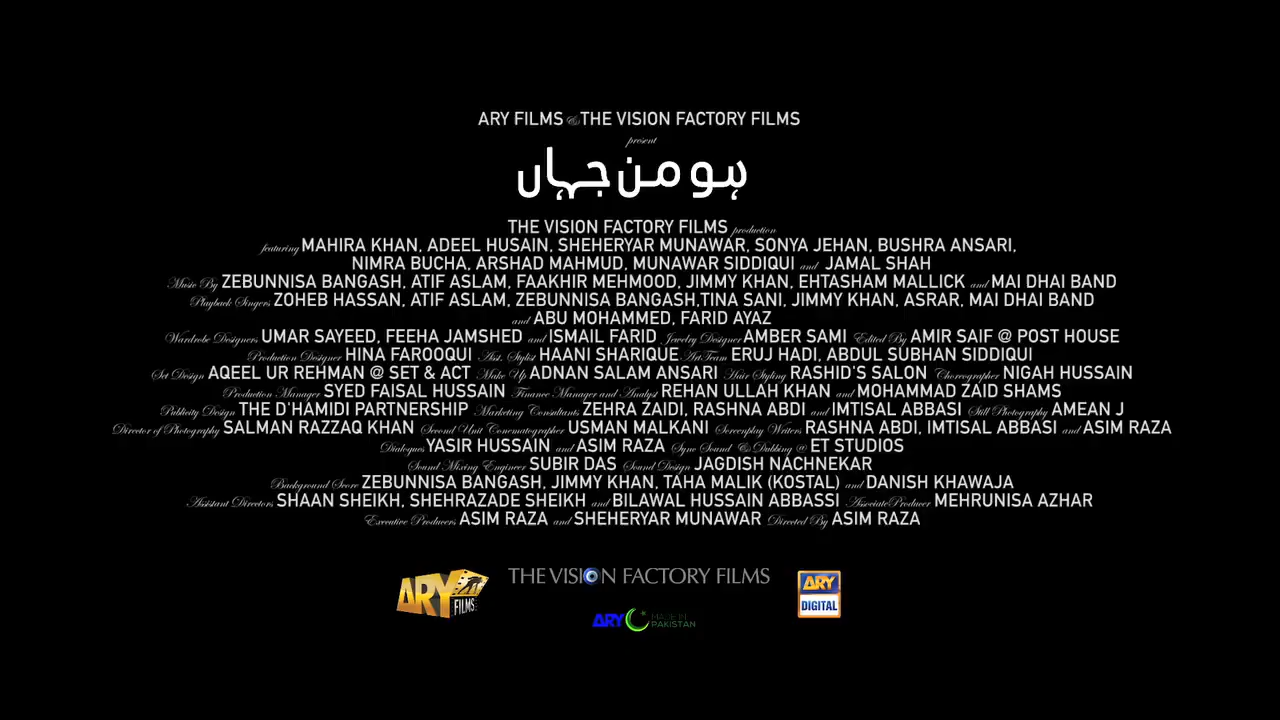 ARY FILMS & THE VISION FACTORY FILMS
present
ہو من جہاں
THE VISION FACTORY FILMS production
featuring MAHIRA KHAN, ADEEL HUSAIN, SHEHERYAR MUNAWAR, SONYA JEHAN, BUSHRA ANSARI,
NIMRA BUCHA, ARSHAD MAHMUD, MUNAWAR SIDDIQUI and JAMAL SHAH
Music By ZEBUNNISA BANGASH, ATIF ASLAM, FAAKHIR MEHMOOD, JIMMY KHAN, EHTASHAM MALLICK and MAI DHAI BAND
Playback Singers ZOHEB HASSAN, ATIF ASLAM, ZEBUNNISA BANGASH,TINA SANI, JIMMY KHAN, ASRAR, MAI DHAI BAND
and ABU MOHAMMED, FARID AYAZ
Wardrobe Designers UMAR SAYEED, FEEHA JAMSHED and ISMAIL FARID Jewelry Designer AMBER SAMI Edited By AMIR SAIF @ POST HOUSE
Production Designer HINA FAROOQUI Asst. Stylist HAANI SHARIQUE Art Team ERUJ HADI, ABDUL SUBHAN SIDDIQUI
Set Design AQEEL UR REHMAN @ SET & ACT Make Up ADNAN SALAM ANSARI Hair Styling RASHID'S SALON Choreographer NIGAH HUSSAIN
Production Manager SYED FAISAL HUSSAIN Finance Manager and Analyst REHAN ULLAH KHAN and MOHAMMAD ZAID SHAMS
Publicity Design THE D'HAMIDI PARTNERSHIP Marketing Consultants ZEHRA ZAIDI, RASHNA ABDI and IMTISAL ABBASI Still Photography AMEAN J
Director of Photography SALMAN RAZZAQ KHAN Second Unit Cinematographer USMAN MALKANI Screenplay Writers RASHNA ABDI, IMTISAL ABBASI and ASIM RAZA
Dialogues YASIR HUSSAIN and ASIM RAZA Sync Sound & Dubbing @ ET STUDIOS
Sound Mixing Engineer SUBIR DAS Sound Design JAGDISH NACHNEKAR
Background Score ZEBUNNISA BANGASH, JIMMY KHAN, TAHA MALIK (KOSTAL) and DANISH KHAWAJA
Assistant Directors SHAAN SHEIKH, SHEHRAZADE SHEIKH and BILAWAL HUSSAIN ABBASSI Associate Producer MEHRUNISA AZHAR
Executive Producers ASIM RAZA and SHEHERYAR MUNAWAR Directed By ASIM RAZA
ARY FILMS
THE VISION FACTORY FILMS
ARY DIGITAL
ARY MADE IN PAKISTAN